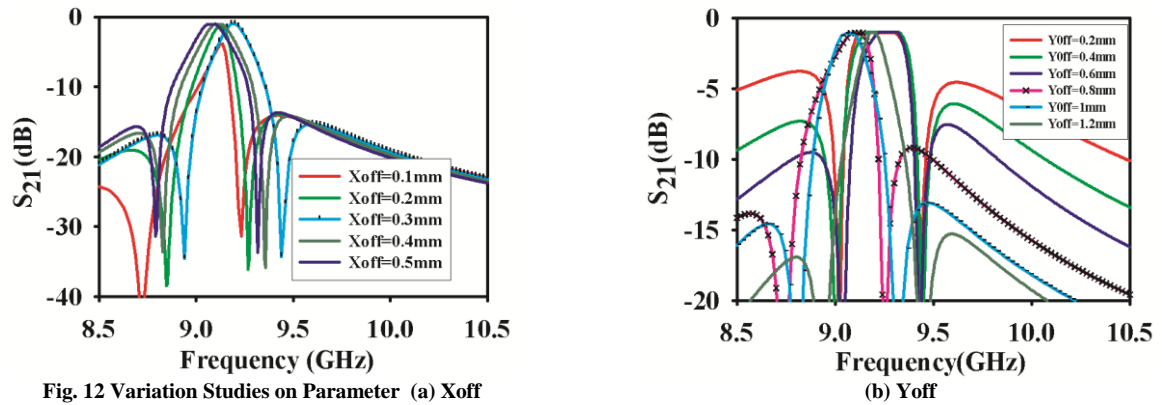 0
-10
-20
-30
-40
S21(dB)
Xoff=0.1mm
Xoff=0.2mm
Xoff=0.3mm
Xoff=0.4mm
Xoff=0.5mm
8.5 9.0 9.5 10.0 10.5
Frequency (GHz)
0
-5
-10
-15
-20
S21(dB)
Y0ff=0.2mm
Y0ff=0.4mm
Yoff=0.6mm
Yoff=0.8mm
Y0ff=1mm
Yoff=1.2mm
8.5 9.0 9.5 10.0 10.5
Frequency(GHz)
Fig. 12 Variation Studies on Parameter (a) Xoff
(b) Yoff